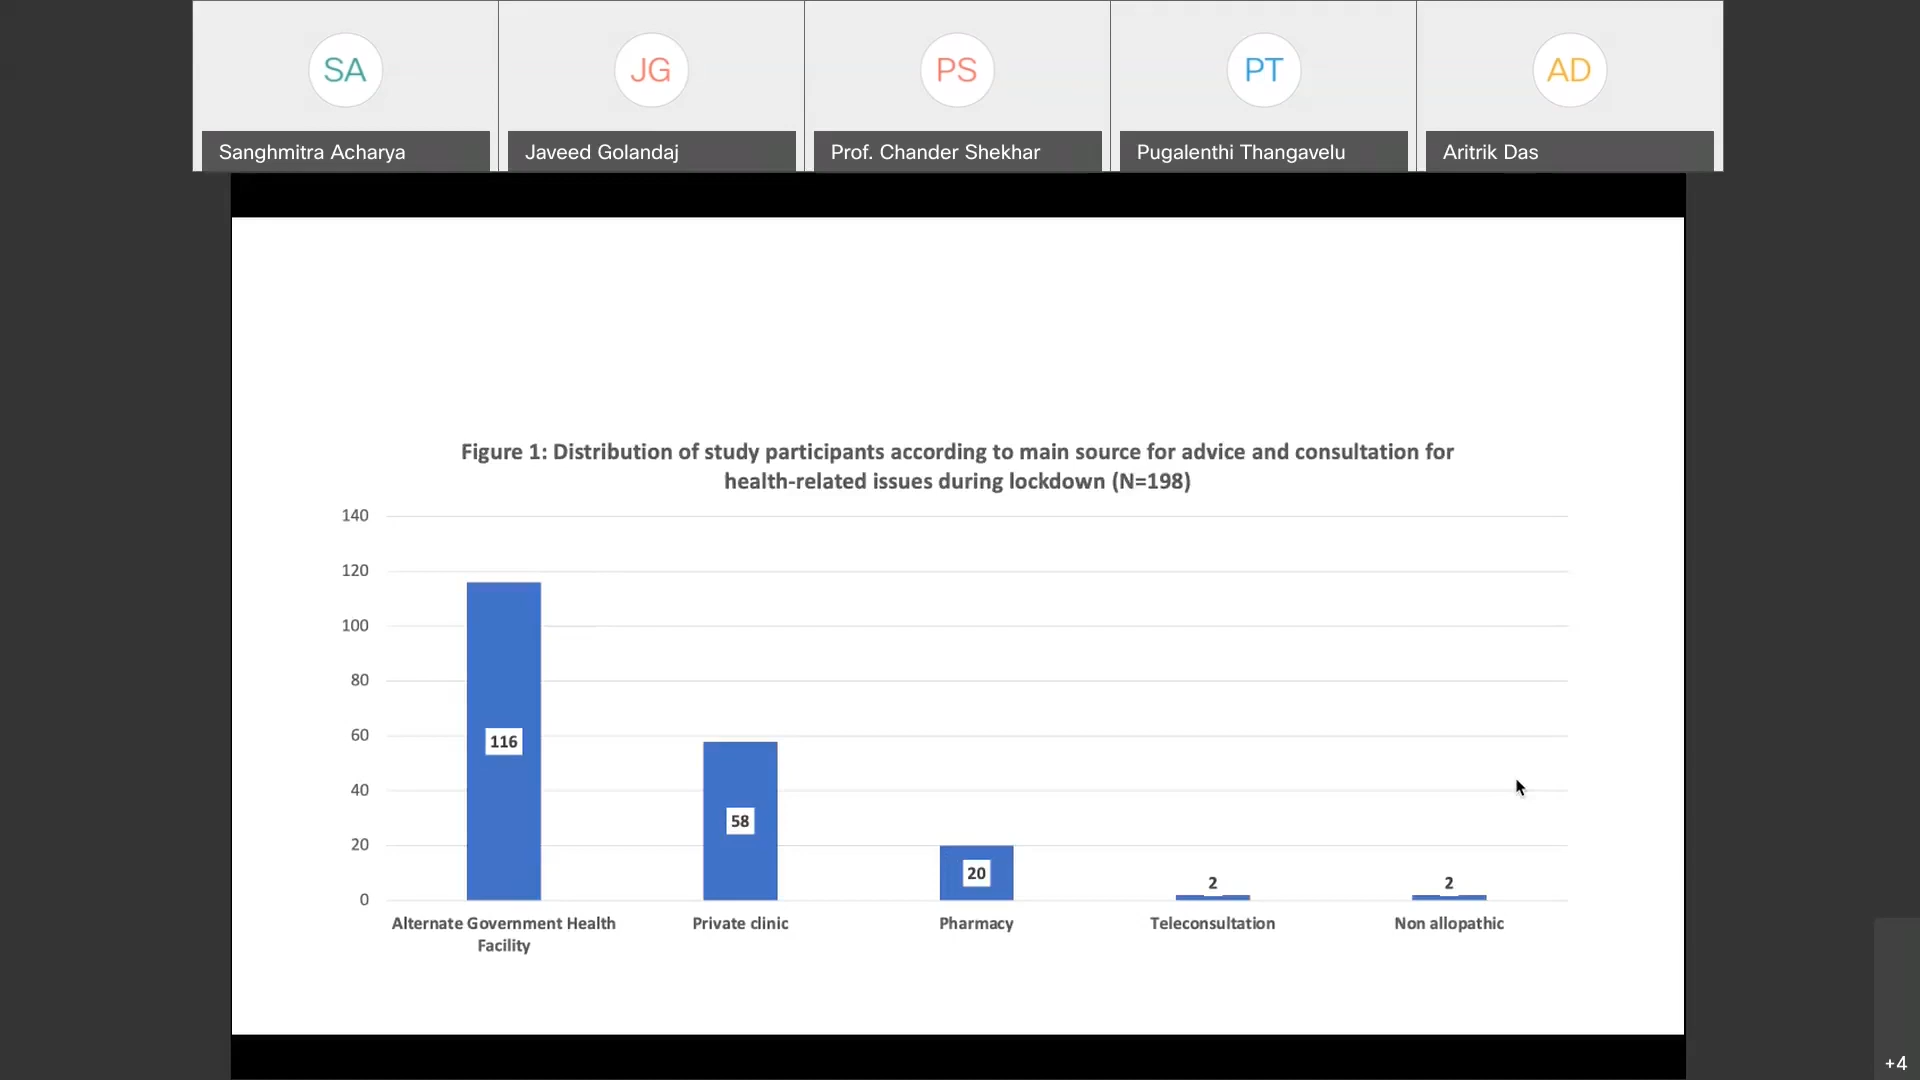 SA
JG
PS
PT
AD
Sanghmitra Acharya
Javeed Golandaj
Prof. Chander Shekhar
Pugalenthi Thangavelu
Aritrik Das
Figure 1: Distribution of study participants according to main source for advice and consultation for
health-related issues during lockdown (N=198)
140
120
100
80
60
40
20
0
116
58
20
2
2
Alternate Government Health
Facility
Private clinic
Pharmacy
Teleconsultation
Non allopathic
+4